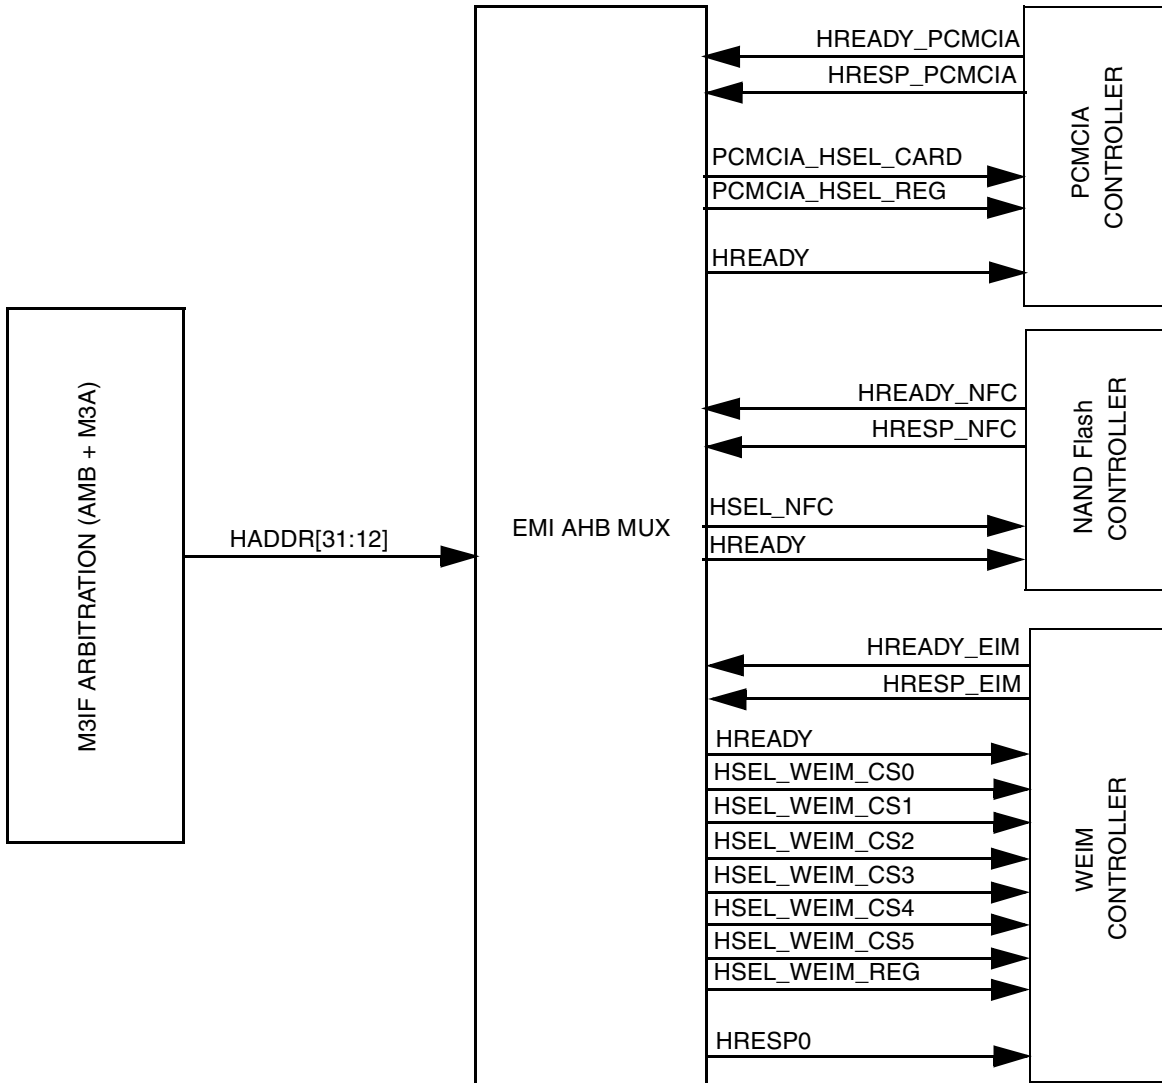 HREADY_PCMCIA
HRESP_PCMCIA
PCMCIA_HSEL_CARD
PCMCIA_HSEL_REG
HREADY
PCMCIA
CONTROLLER
M3IF ARBITRATION (AMB + M3A)
HADDR[31:12]
EMI AHB MUX
HREADY_NFC
HRESP_NFC
HSEL_NFC
HREADY
NAND Flash
CONTROLLER
HREADY_EIM
HRESP_EIM
HREADY
HSEL_WEIM_CS0
HSEL_WEIM_CS1
HSEL_WEIM_CS2
HSEL_WEIM_CS3
HSEL_WEIM_CS4
HSEL_WEIM_CS5
HSEL_WEIM_REG
HRESP0
WEIM
CONTROLLER